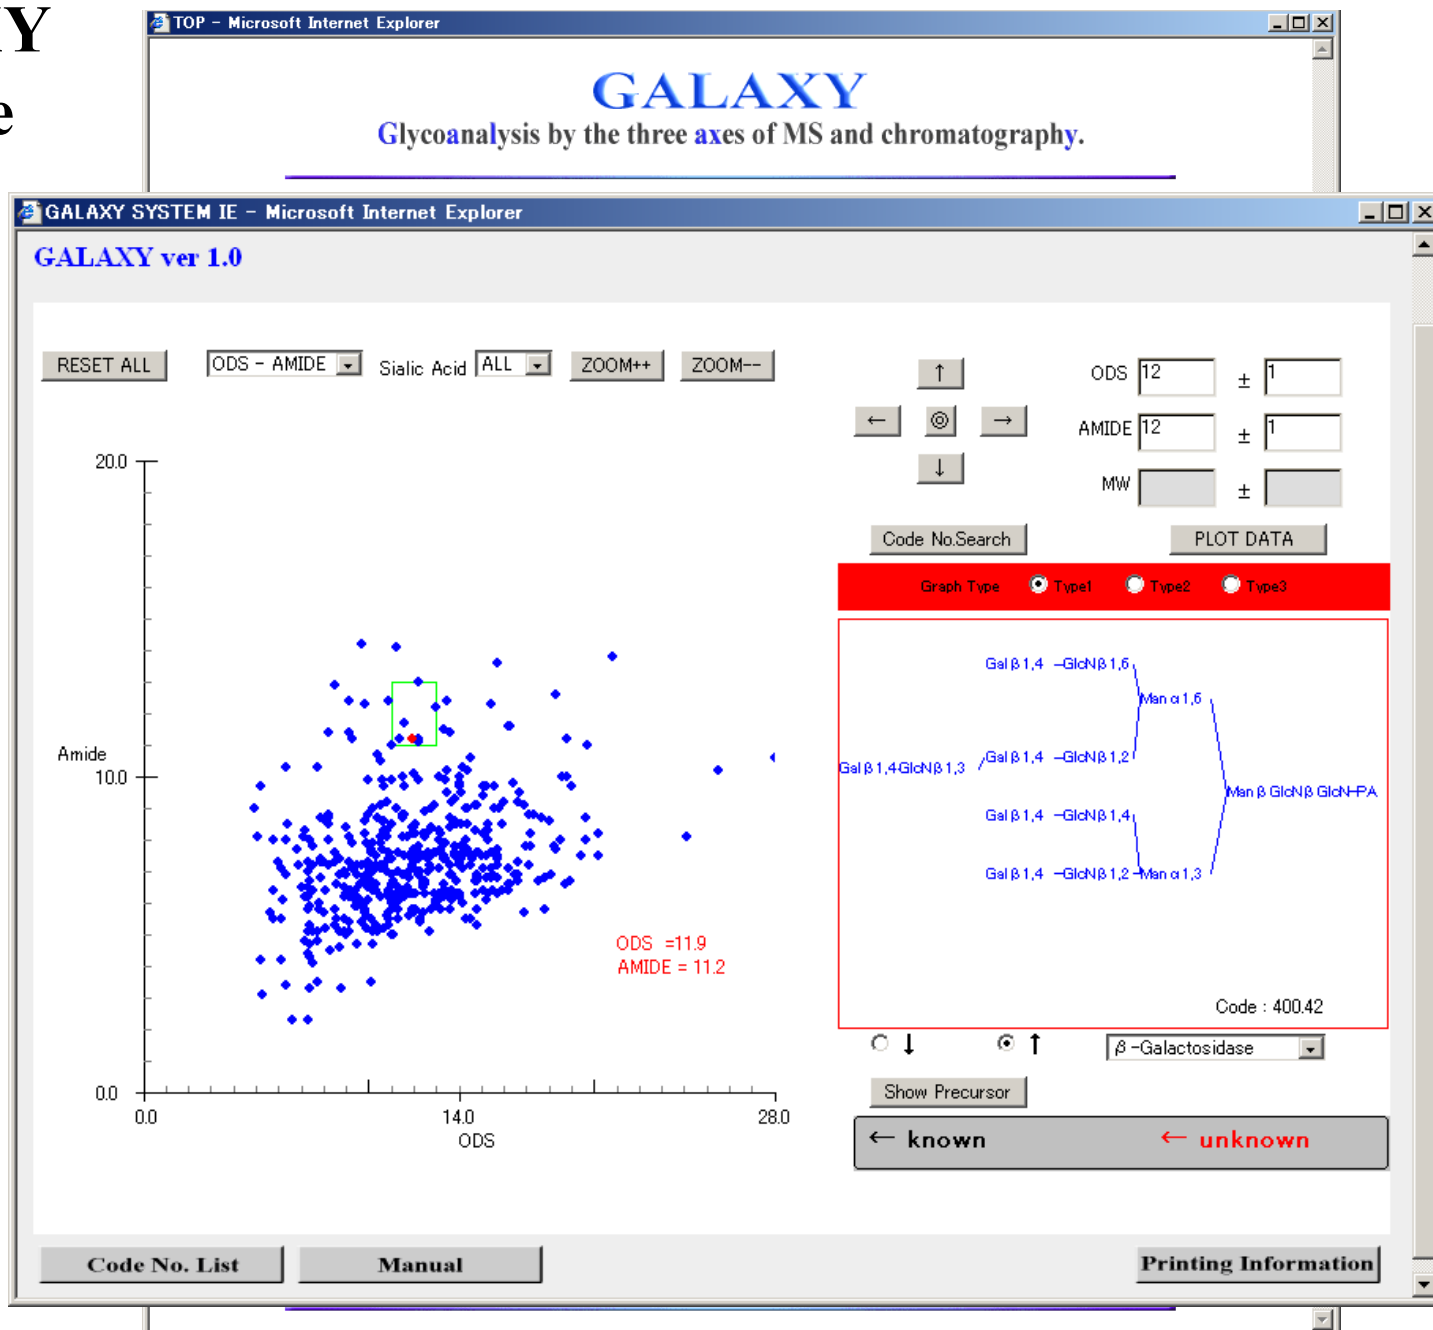 XY
e
TOP - Microsoft Internet Explorer
GALAXY
Glycoanalysis by the three axes of MS and chromatography.
GALAXY SYSTEM IE - Microsoft Internet Explorer
GALAXY ver 1.0
RESET ALL ODS - AMIDE Sialic Acid ALL ZOOM++ ZOOM--
↑
← ◎ →
↓
ODS 12 ± 1
AMIDE 12 ± 1
MW ±
Code No.Search PLOT DATA
Graph Type Type1 Type2 Type3
20.0
Amide
10.0
0.0
0.0 14.0 28.0
ODS
ODS =11.9
AMIDE = 11.2
Galβ1,4 -GlcNβ1,6
Manα1,6
Galβ1,4GlcNβ1,3 Galβ1,4 -GlcNβ1,2
Manβ GlcNβ GlcN-PA
Galβ1,4 -GlcNβ1,4
Galβ1,4 -GlcNβ1,2 Manα1,3
Code : 400.42
↓ ↑ β-Galactosidase
Show Precursor
← known ← unknown
Code No. List Manual Printing Information